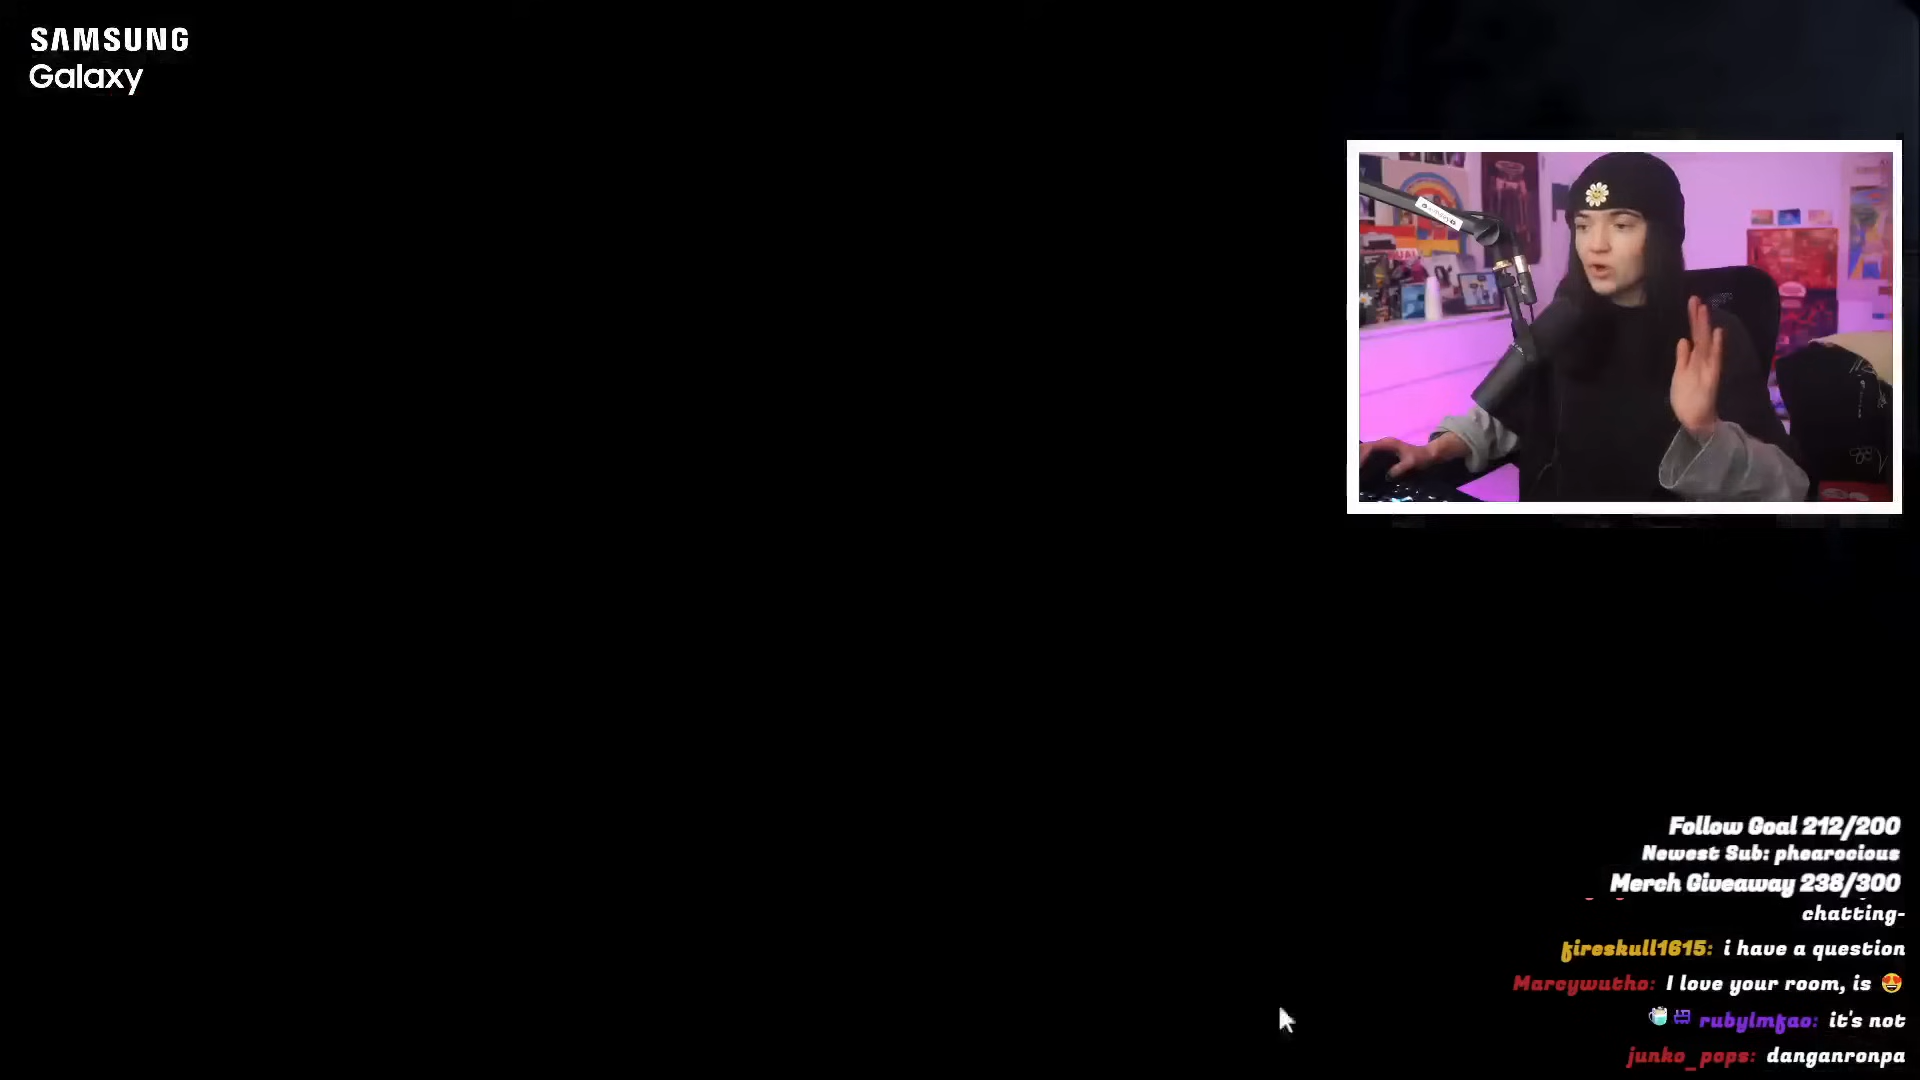 SAMSUNG
Galaxy
Follow Goal 212/200
Newest Sub: phearocious
Merch Giveaway 238/300
chatting-
fireskull1615: i have a question
Marcywutho: I love your room, is 😍
rubylmfao: it's not
junko_pops: danganronpa